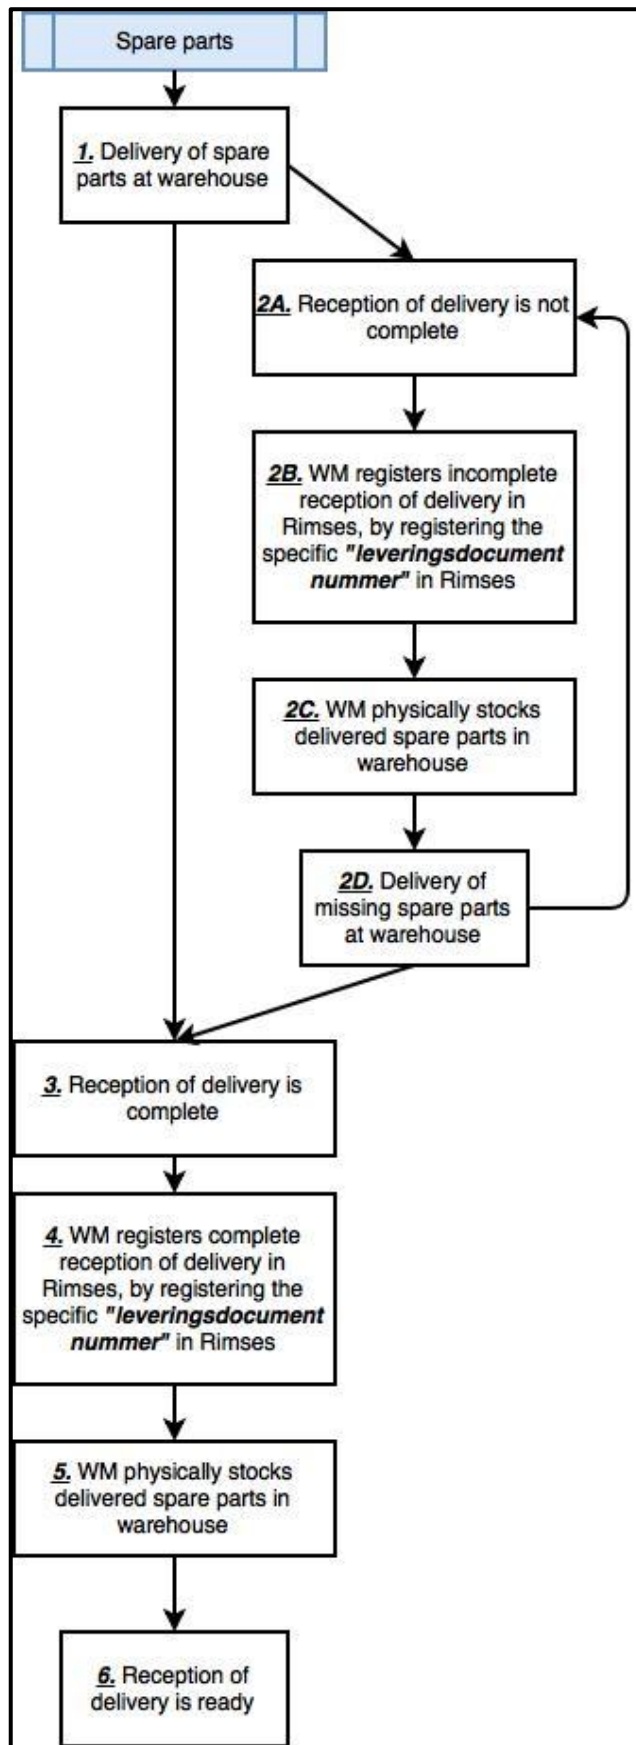 Spare parts
1. Delivery of spare
parts at warehouse
2A. Reception of delivery is not
complete
2B. WM registers incomplete
reception of delivery in
Rimses, by registering the
specific "leveringsdocument
nummer" in Rimses
2C. WM physically stocks
delivered spare parts in
warehouse
2D. Delivery of
missing spare parts
at warehouse
3. Reception of delivery is
complete
4. WM registers complete
reception of delivery in
Rimses, by registering the
specific "leveringsdocument
nummer" in Rimses
5. WM physically stocks
delivered spare parts in
warehouse
6. Reception of
delivery is ready